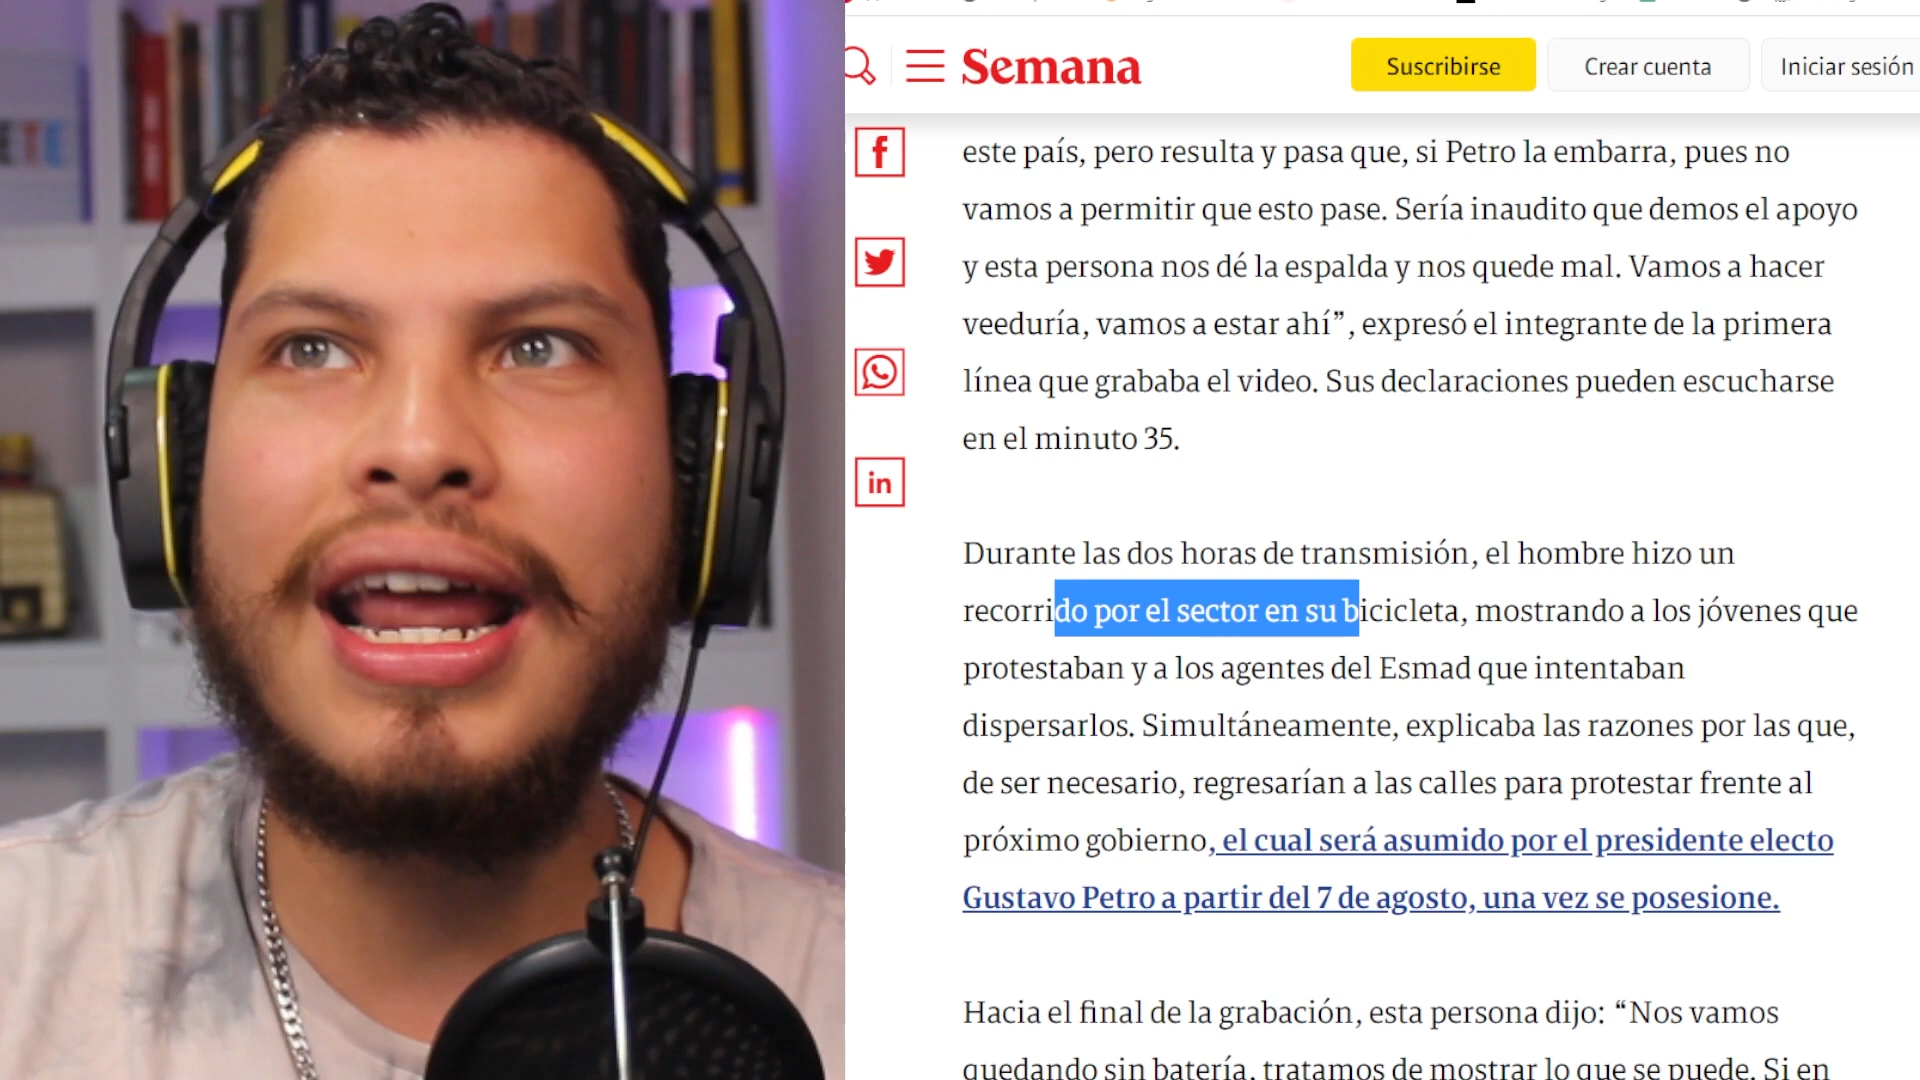 Semana
Suscribirse
Crear cuenta
Iniciar sesión
este país, pero resulta y pasa que, si Petro la embarra, pues no
vamos a permitir que esto pase. Sería inaudito que demos el apoyo
y esta persona nos dé la espalda y nos quede mal. Vamos a hacer
veeduría, vamos a estar ahí”, expresó el integrante de la primera
línea que grababa el video. Sus declaraciones pueden escucharse
en el minuto 35.
Durante las dos horas de transmisión, el hombre hizo un
recorrido por el sector en su bicicleta, mostrando a los jóvenes que
protestaban y a los agentes del Esmad que intentaban
dispersarlos. Simultáneamente, explicaba las razones por las que,
de ser necesario, regresarían a las calles para protestar frente al
próximo gobierno, el cual será asumido por el presidente electo
Gustavo Petro a partir del 7 de agosto, una vez se posesione.
Hacia el final de la grabación, esta persona dijo: “Nos vamos
quedando sin batería, tratamos de mostrar lo que se puede. Si en